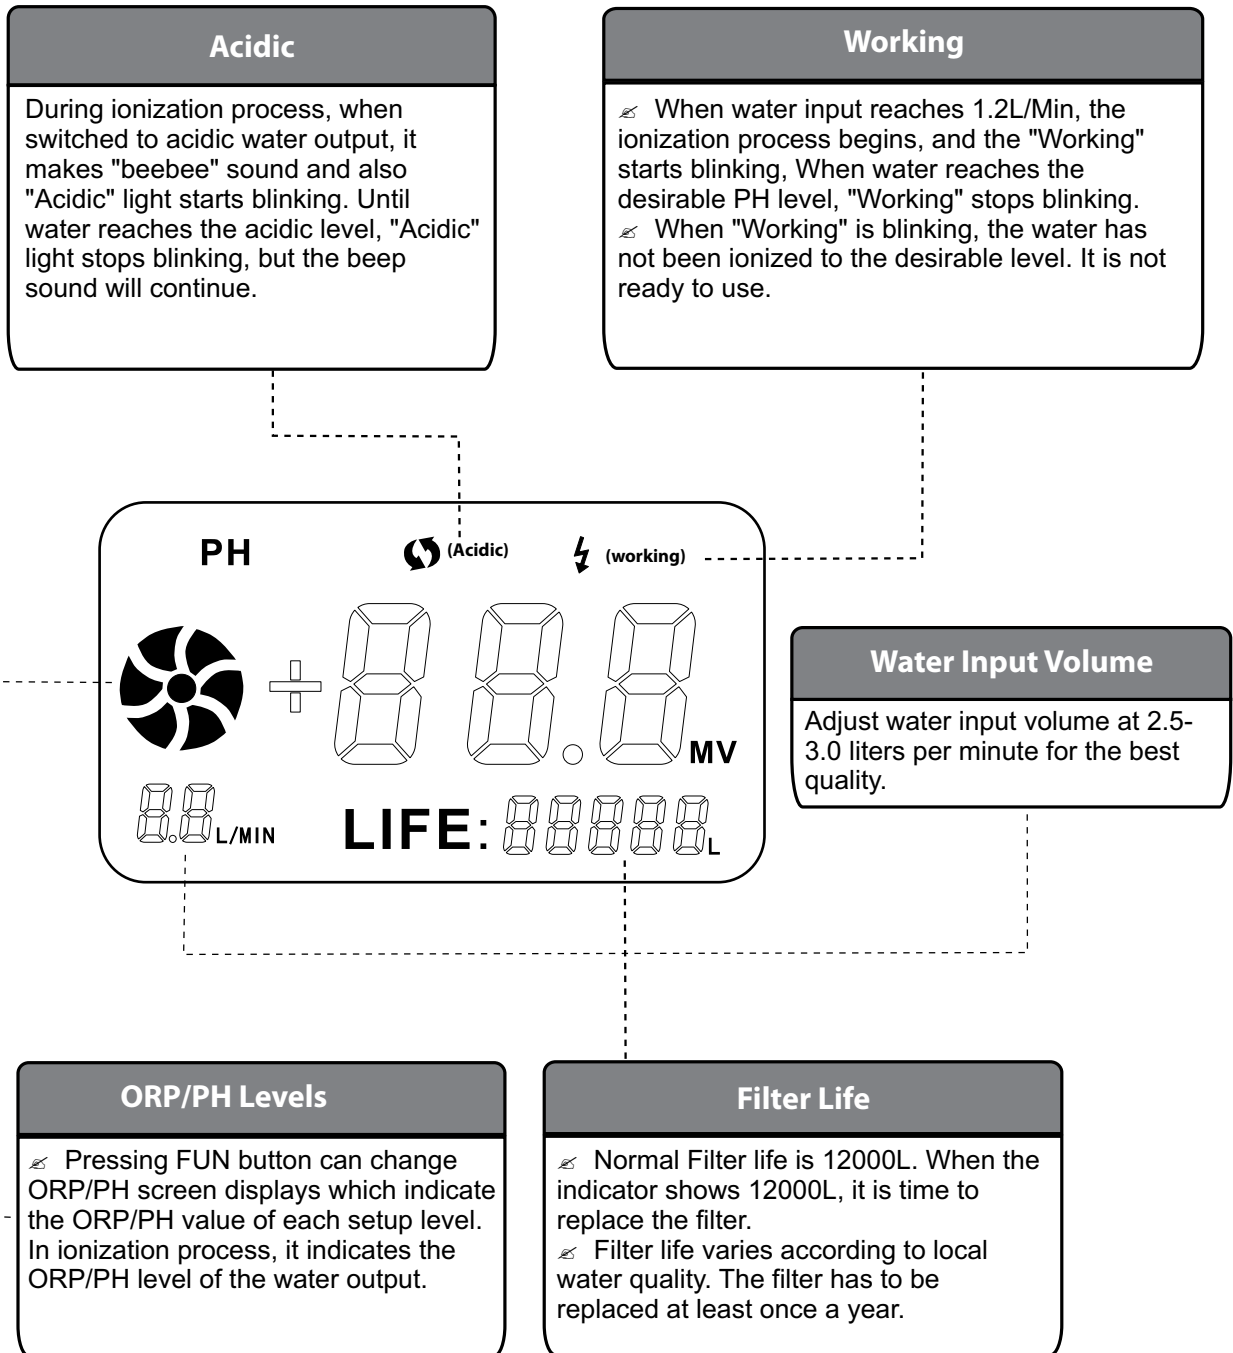 Acidic
During ionization process, when
switched to acidic water output, it
makes "beebee" sound and also
"Acidic" light starts blinking. Until
water reaches the acidic level, "Acidic"
light stops blinking, but the beep
sound will continue.
Working
✍ When water input reaches 1.2L/Min, the
ionization process begins, and the "Working"
starts blinking, When water reaches the
desirable PH level, "Working" stops blinking.
✍ When "Working" is blinking, the water has
not been ionized to the desirable level. It is not
ready to use.
PH (Acidic) (working)
+ 88.8 MV
8.8 L/MIN LIFE: 88888 L
Water Input Volume
Adjust water input volume at 2.5-
3.0 liters per minute for the best
quality.
ORP/PH Levels
✍ Pressing FUN button can change
ORP/PH screen displays which indicate
the ORP/PH value of each setup level.
In ionization process, it indicates the
ORP/PH level of the water output.
Filter Life
✍ Normal Filter life is 12000L. When the
indicator shows 12000L, it is time to
replace the filter.
✍ Filter life varies according to local
water quality. The filter has to be
replaced at least once a year.